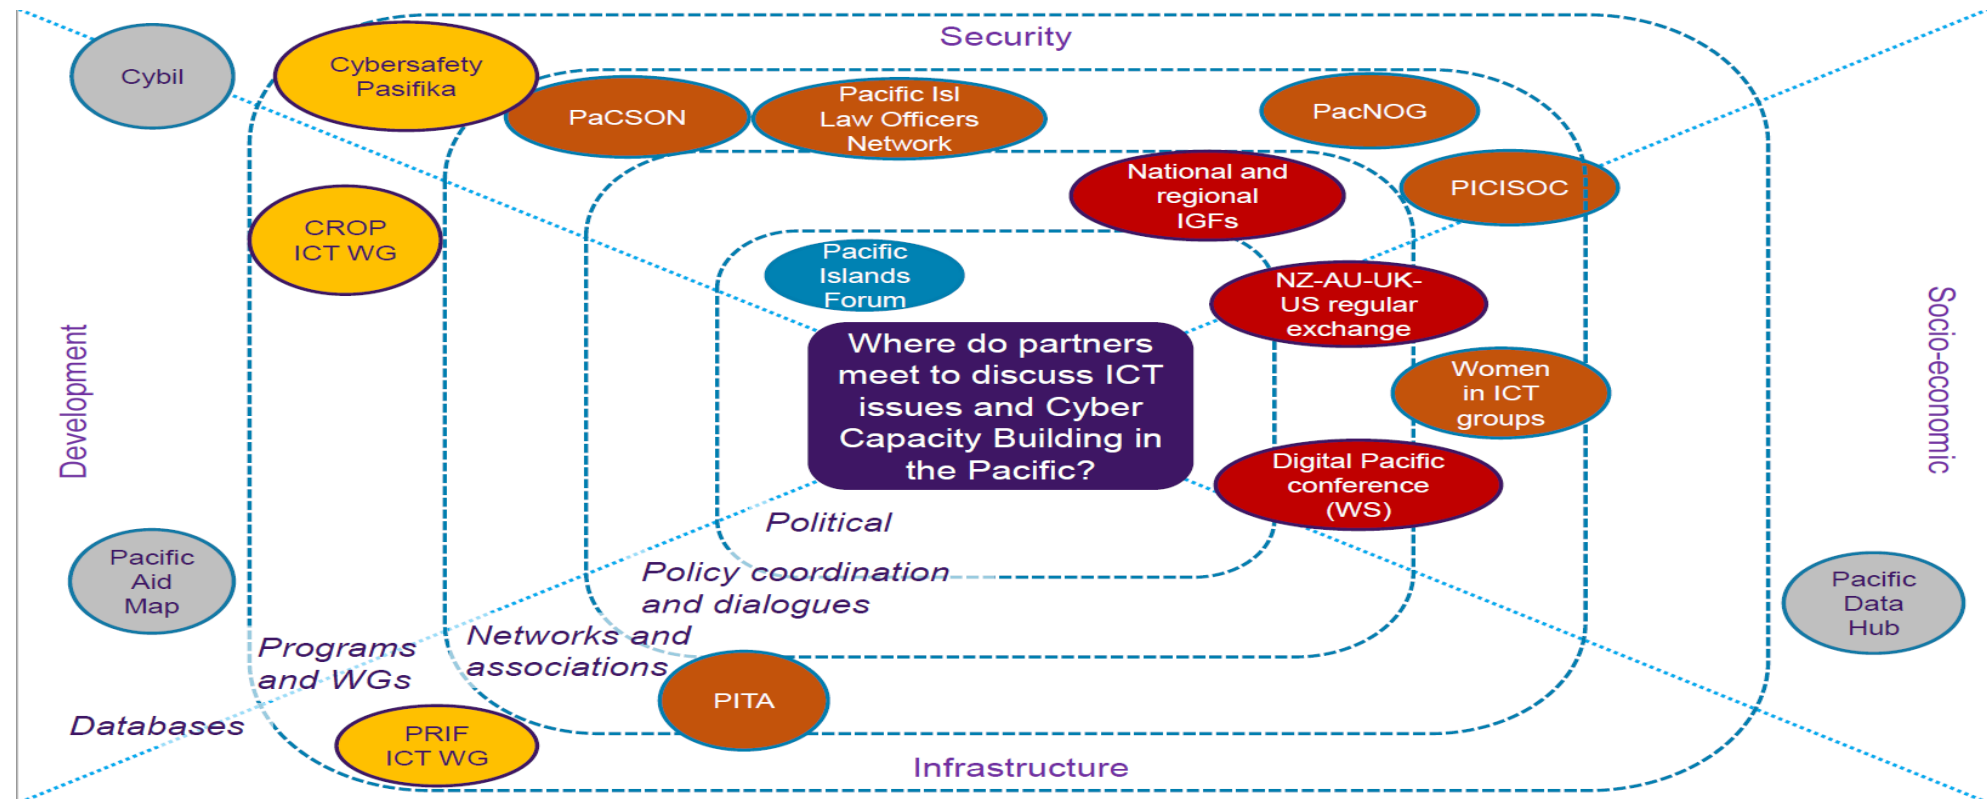 Security
Cybil
Cybersafety
Pasifika
PaCSON
Pacific Isl
Law Officers
Network
PacNOG
National and
regional
IGFs
PICISOC
CROP
ICT WG
Pacific
Islands
Forum
NZ-AU-UK-
US regular
exchange
Development
Socio-economic
Where do partners
meet to discuss ICT
issues and Cyber
Capacity Building in
the Pacific?
Women
in ICT
groups
Digital Pacific
conference
(WS)
Political
Policy coordination
and dialogues
Pacific
Aid
Map
Pacific
Data
Hub
Networks and
associations
Programs
and WGs
PITA
Databases
PRIF
ICT WG
Infrastructure